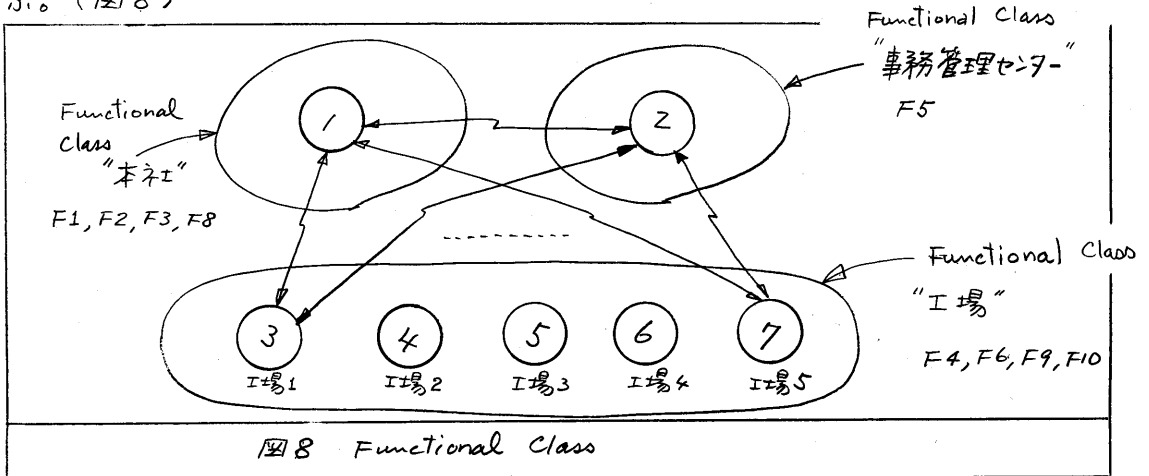 (図8)
Functional Class
"事務管理センター"
F5
Functional
Class
"本社"
F1, F2, F3, F8
1
2
Functional Class
"工場"
F4, F6, F9, F10
3
4
5
6
7
工場1
工場2
工場3
工場4
工場5
図8 Functional Class